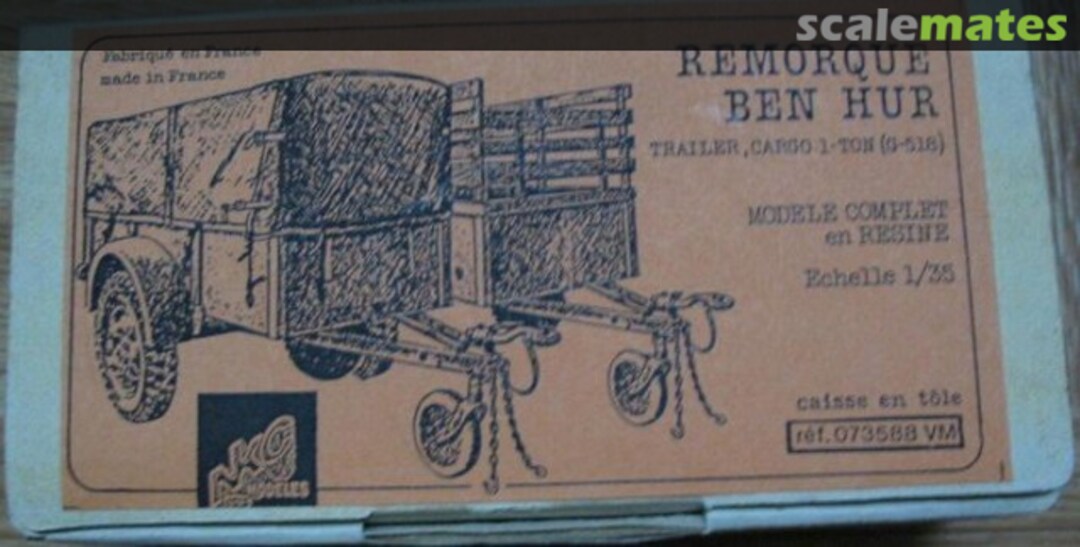 scalemates
Fabriqué en France
made in France
REMORQUE
BEN HUR
TRAILER, CARGO 1-TON (G-518)
MODELE COMPLET
en RESINE
Echelle 1/35
caisse en tôle
réf. 073588 VM
MODELES